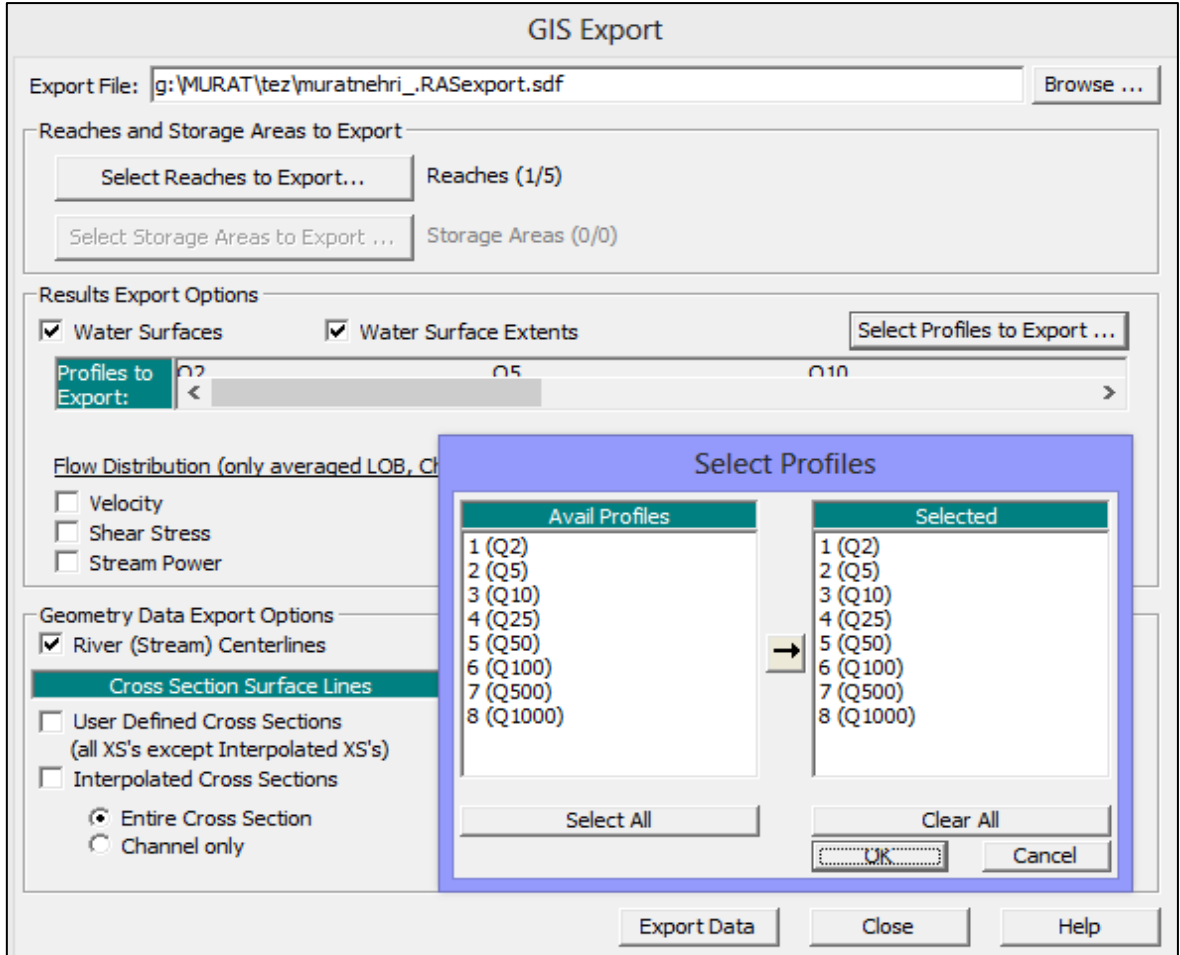 GIS Export
Export File: g:\MURAT\tez\muratnehri_.RASexport.sdf Browse ...
Reaches and Storage Areas to Export
Select Reaches to Export... Reaches (1/5)
Select Storage Areas to Export ... Storage Areas (0/0)
Results Export Options
Water Surfaces Water Surface Extents Select Profiles to Export ...
Profiles to Export: Q2 Q5 Q10
Flow Distribution (only averaged LOB, Ch
Velocity
Shear Stress
Stream Power
Geometry Data Export Options
River (Stream) Centerlines
Cross Section Surface Lines
User Defined Cross Sections
(all XS's except Interpolated XS's)
Interpolated Cross Sections
Entire Cross Section
Channel only
Select Profiles
Avail Profiles Selected
1 (Q2) 1 (Q2)
2 (Q5) 2 (Q5)
3 (Q10) 3 (Q10)
4 (Q25) 4 (Q25)
5 (Q50) 5 (Q50)
6 (Q100) 6 (Q100)
7 (Q500) 7 (Q500)
8 (Q1000) 8 (Q1000)
Select All Clear All
OK Cancel
Export Data Close Help